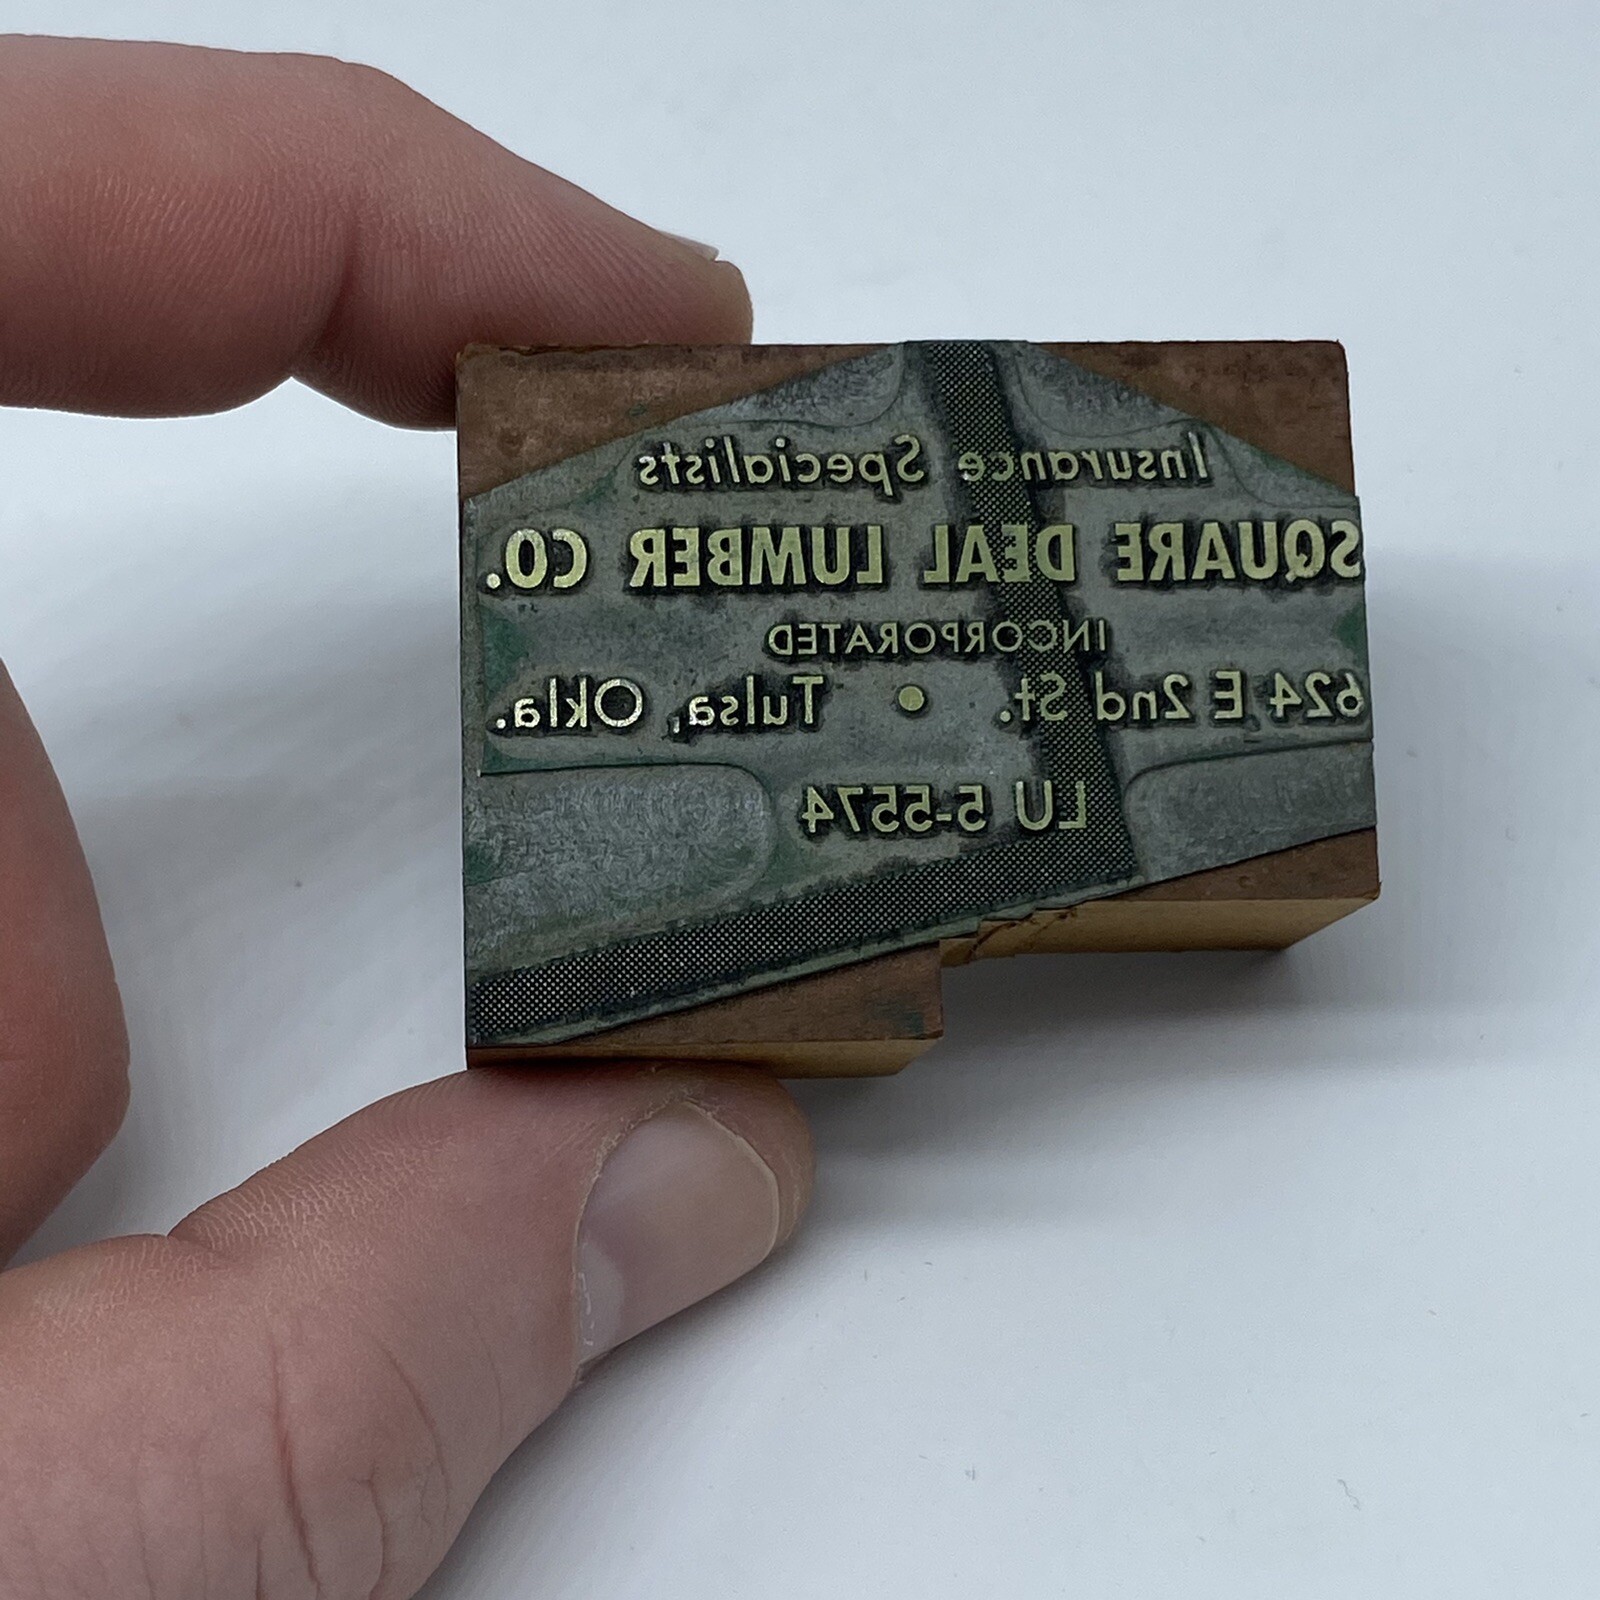 Insurance Specialists
SQUARE DEAL LUMBER CO.
INCORPORATED
624 E 2nd St. • Tulsa, Okla.
LU 5-5574